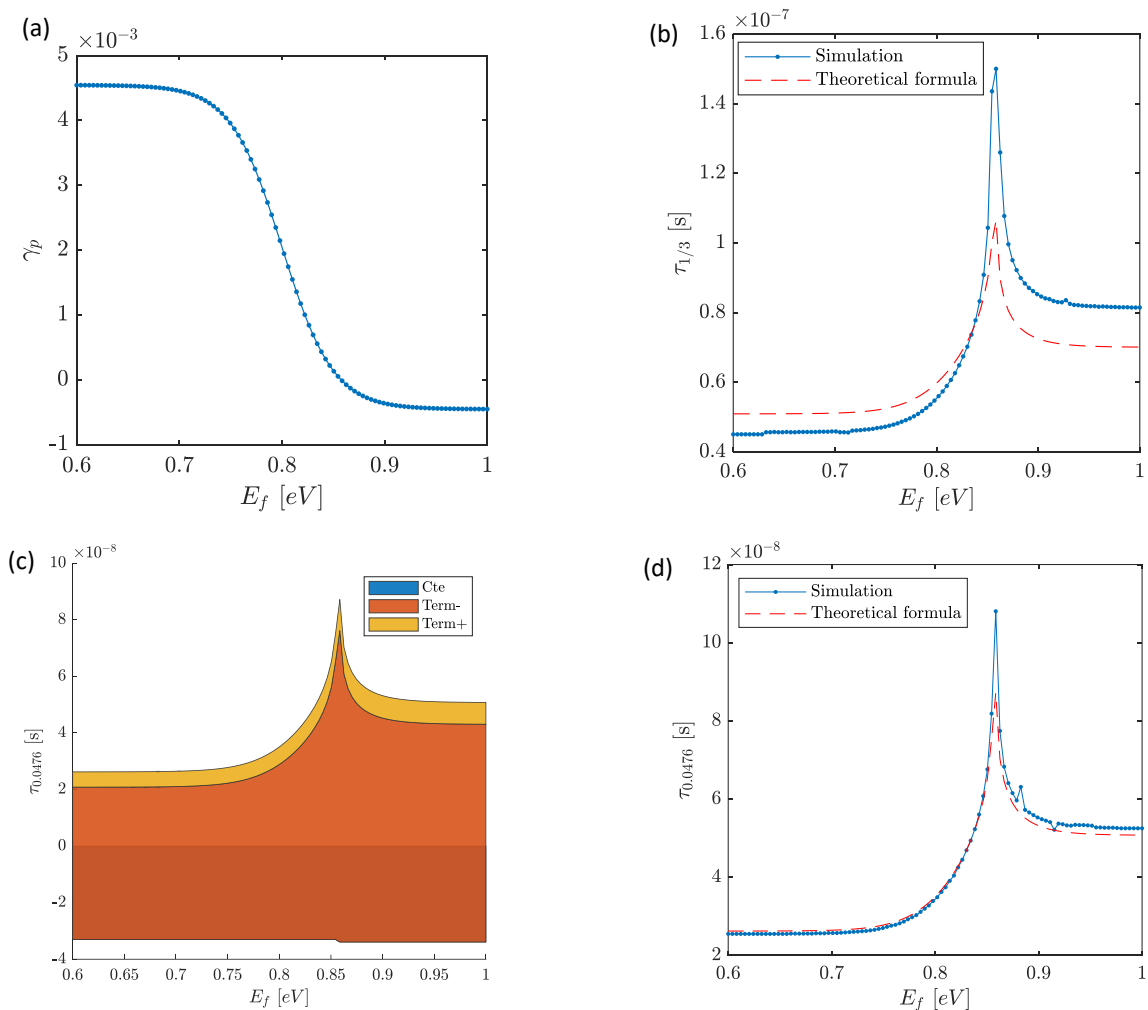 (a)
×10⁻³
5
4
3
2
1
0
-1
γₚ
0.6 0.7 0.8 0.9 1
E_f [eV]
(b)
×10⁻⁷
1.6
1.4
1.2
1
0.8
0.6
0.4
τ₁/₃ [s]
Simulation
Theoretical formula
0.6 0.7 0.8 0.9 1
E_f [eV]
(c)
×10⁻⁸
10
8
6
4
2
0
-2
-4
τ₀.₀₄₇₆ [s]
Cte
Term-
Term+
0.6 0.65 0.7 0.75 0.8 0.85 0.9 0.95 1
E_f [eV]
(d)
×10⁻⁸
12
10
8
6
4
2
τ₀.₀₄₇₆ [s]
Simulation
Theoretical formula
0.6 0.7 0.8 0.9 1
E_f [eV]